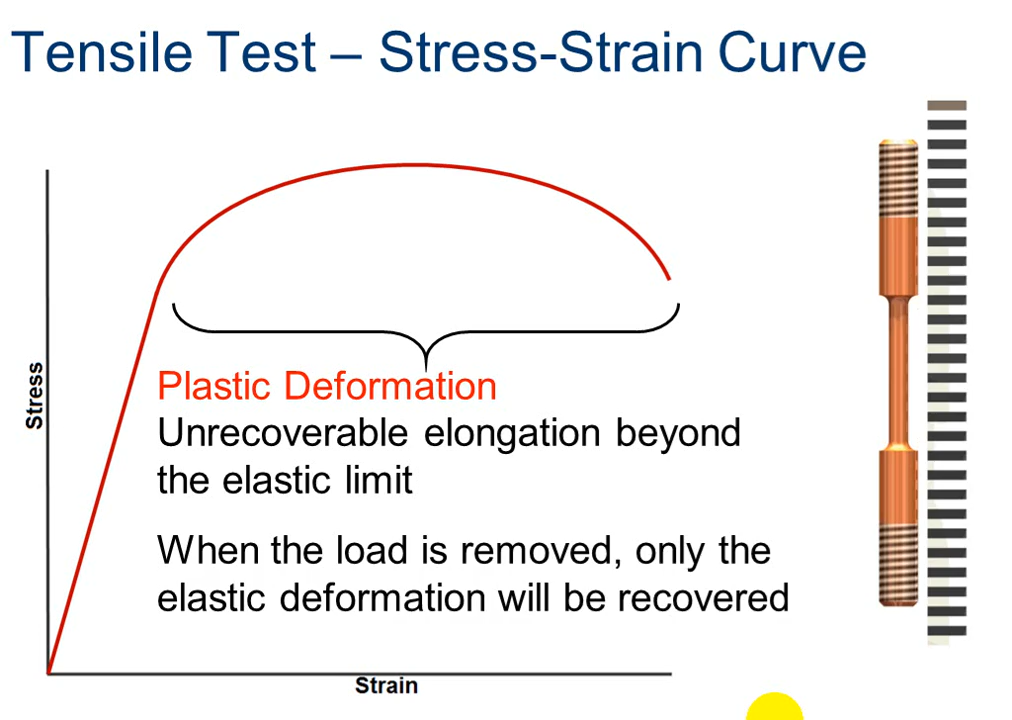 Tensile Test – Stress-Strain Curve
Stress
Plastic Deformation
Unrecoverable elongation beyond
the elastic limit
When the load is removed, only the
elastic deformation will be recovered
Strain